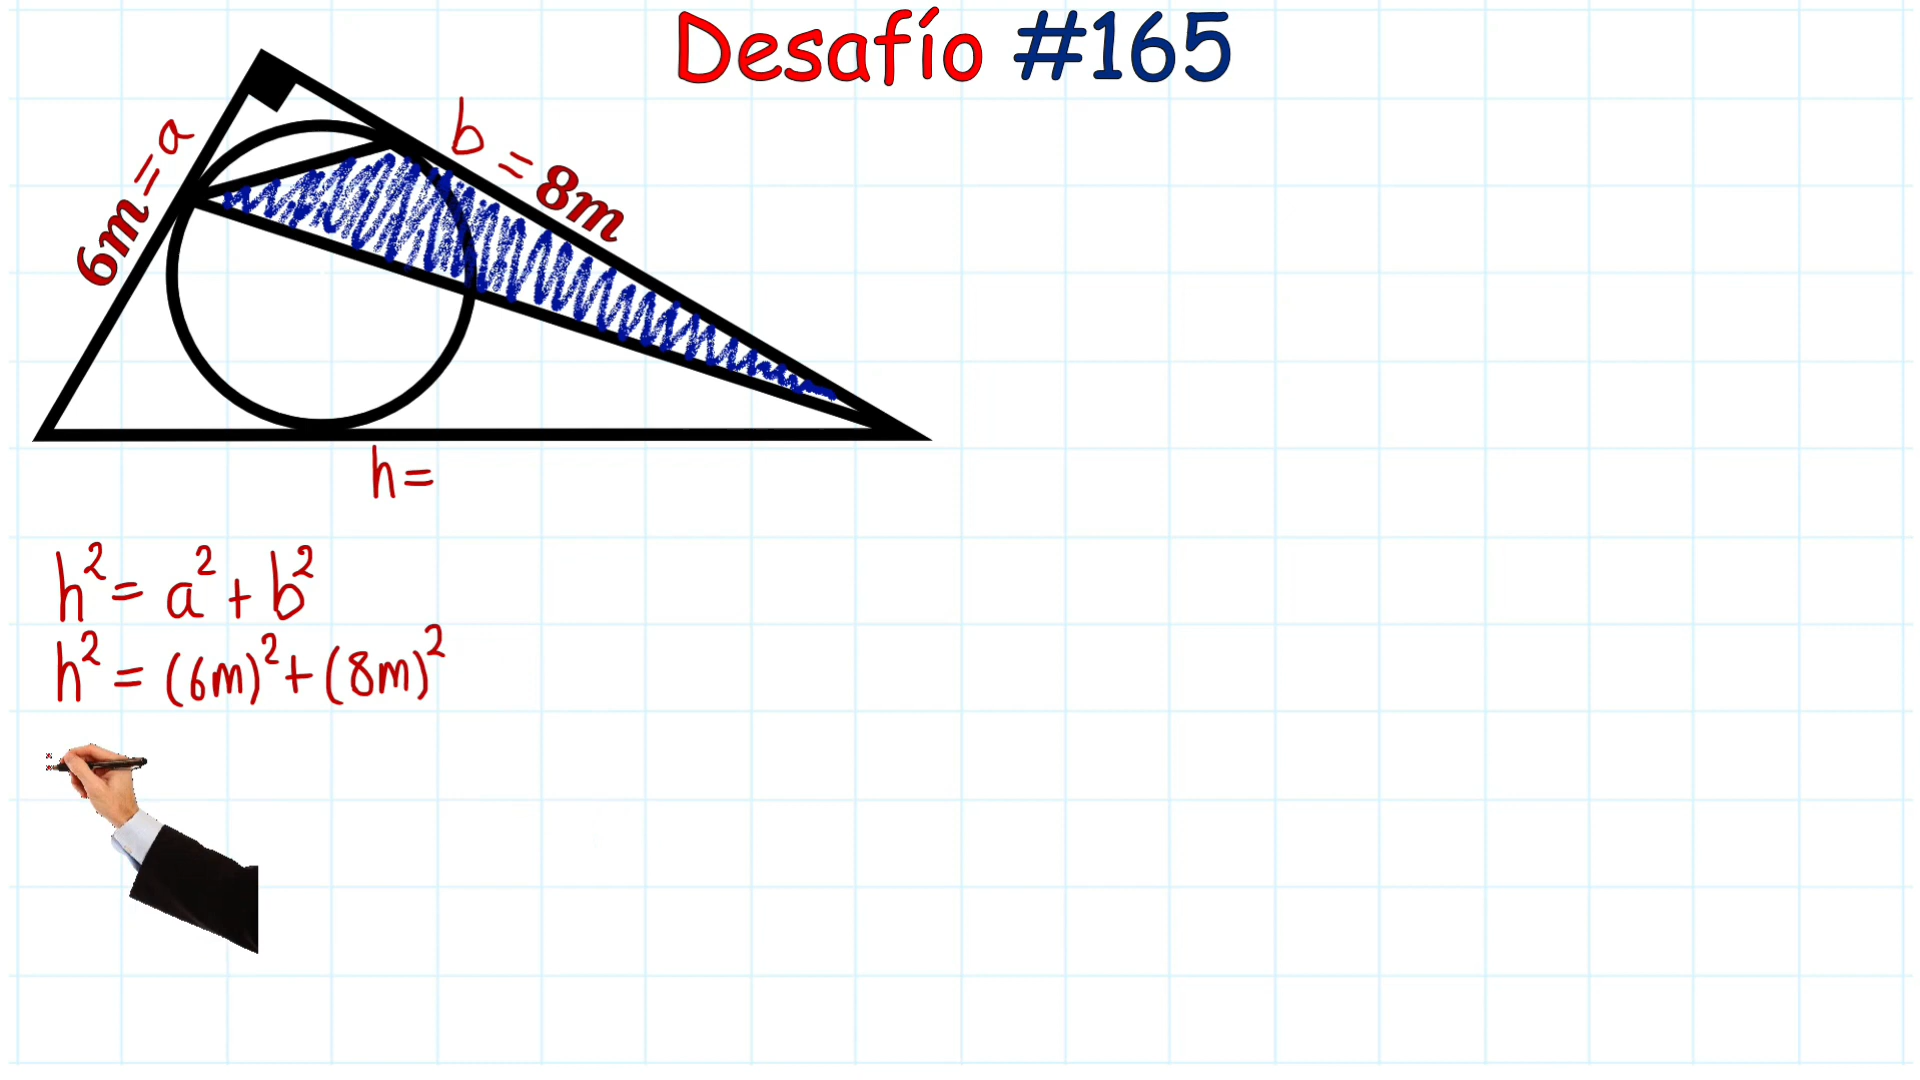 Desafío #165
6m = a
b = 8m
h =
h² = a² + b²
h² = (6m)² + (8m)²